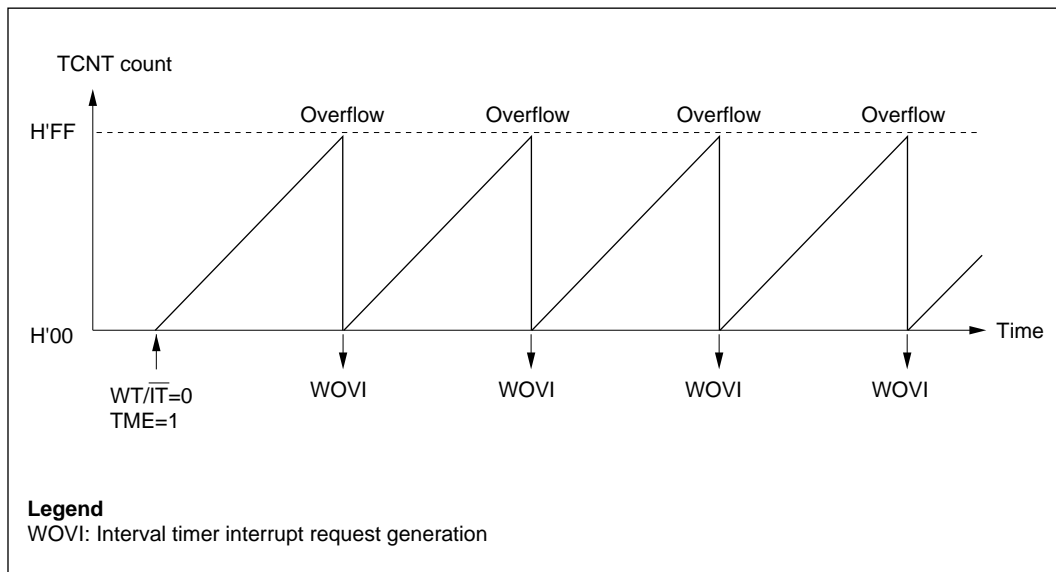 TCNT count
Overflow Overflow Overflow Overflow
H'FF
H'00
Time
WT/I̅T̅=0
TME=1
WOVI WOVI WOVI WOVI
Legend
WOVI: Interval timer interrupt request generation